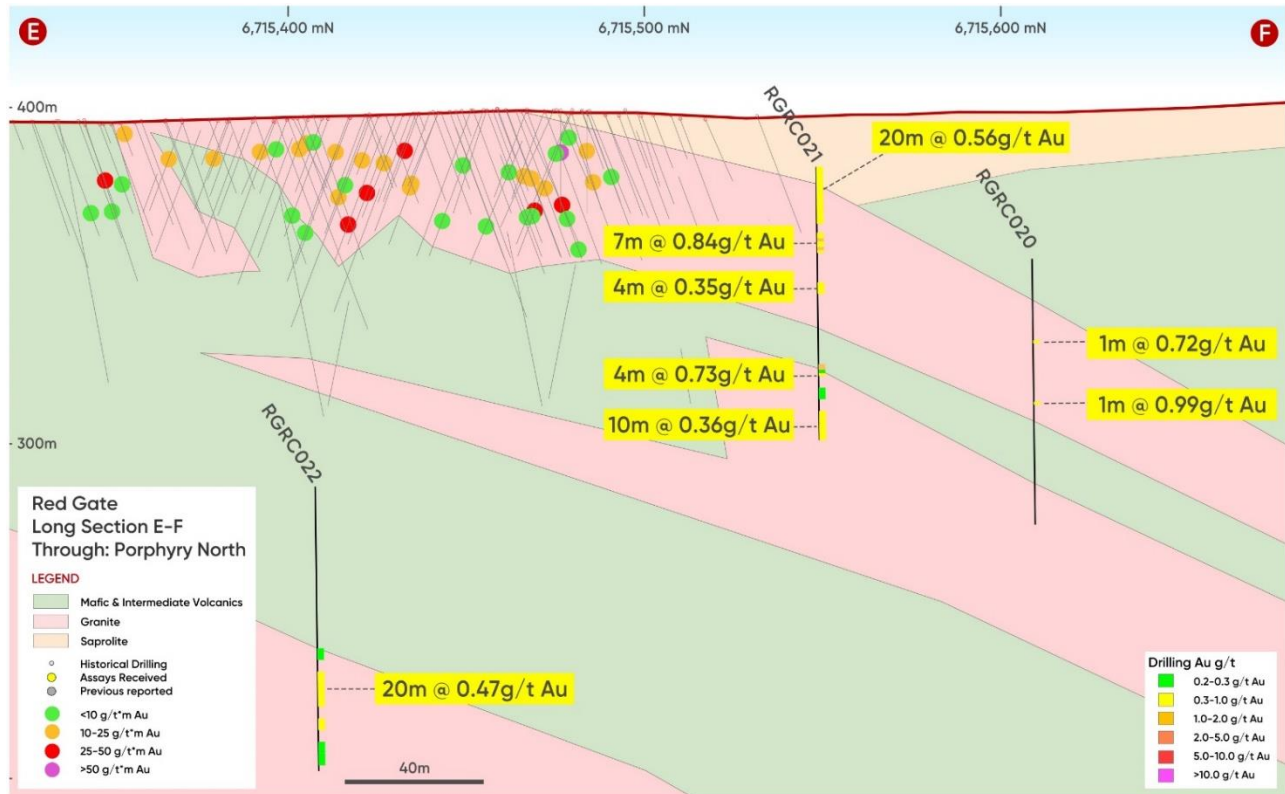 E
6,715,400 mN
6,715,500 mN
6,715,600 mN
F
- 400m
RGRC021
20m @ 0.56g/t Au
RGRC020
7m @ 0.84g/t Au
4m @ 0.35g/t Au
1m @ 0.72g/t Au
4m @ 0.73g/t Au
1m @ 0.99g/t Au
10m @ 0.36g/t Au
- 300m
RGRC022
20m @ 0.47g/t Au
40m
Red Gate
Long Section E-F
Through: Porphyry North
LEGEND
Mafic & Intermediate Volcanics
Granite
Saprolite
Historical Drilling
Assays Received
Previous reported
<10 g/t*m Au
10-25 g/t*m Au
25-50 g/t*m Au
>50 g/t*m Au
Drilling Au g/t
0.2-0.3 g/t Au
0.3-1.0 g/t Au
1.0-2.0 g/t Au
2.0-5.0 g/t Au
5.0-10.0 g/t Au
>10.0 g/t Au